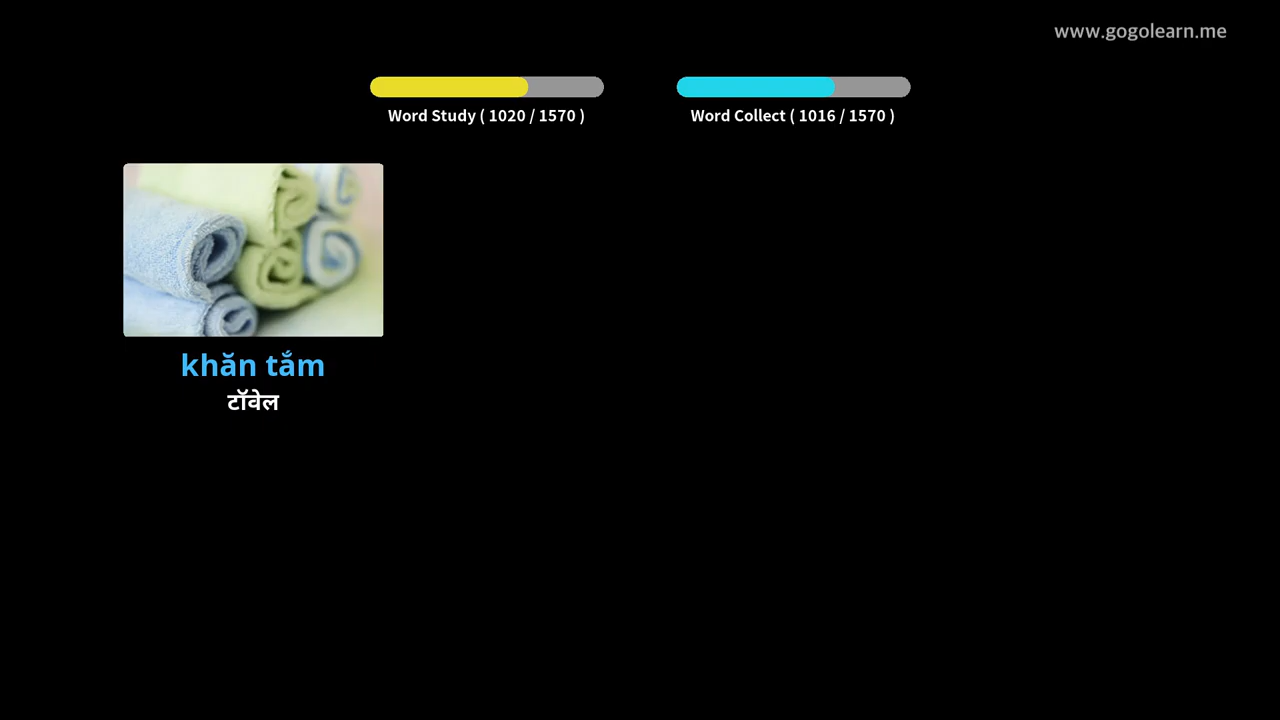 www.gogolearn.me
Word Study ( 1020 / 1570 )
Word Collect ( 1016 / 1570 )
khăn tắm
टॉवेल